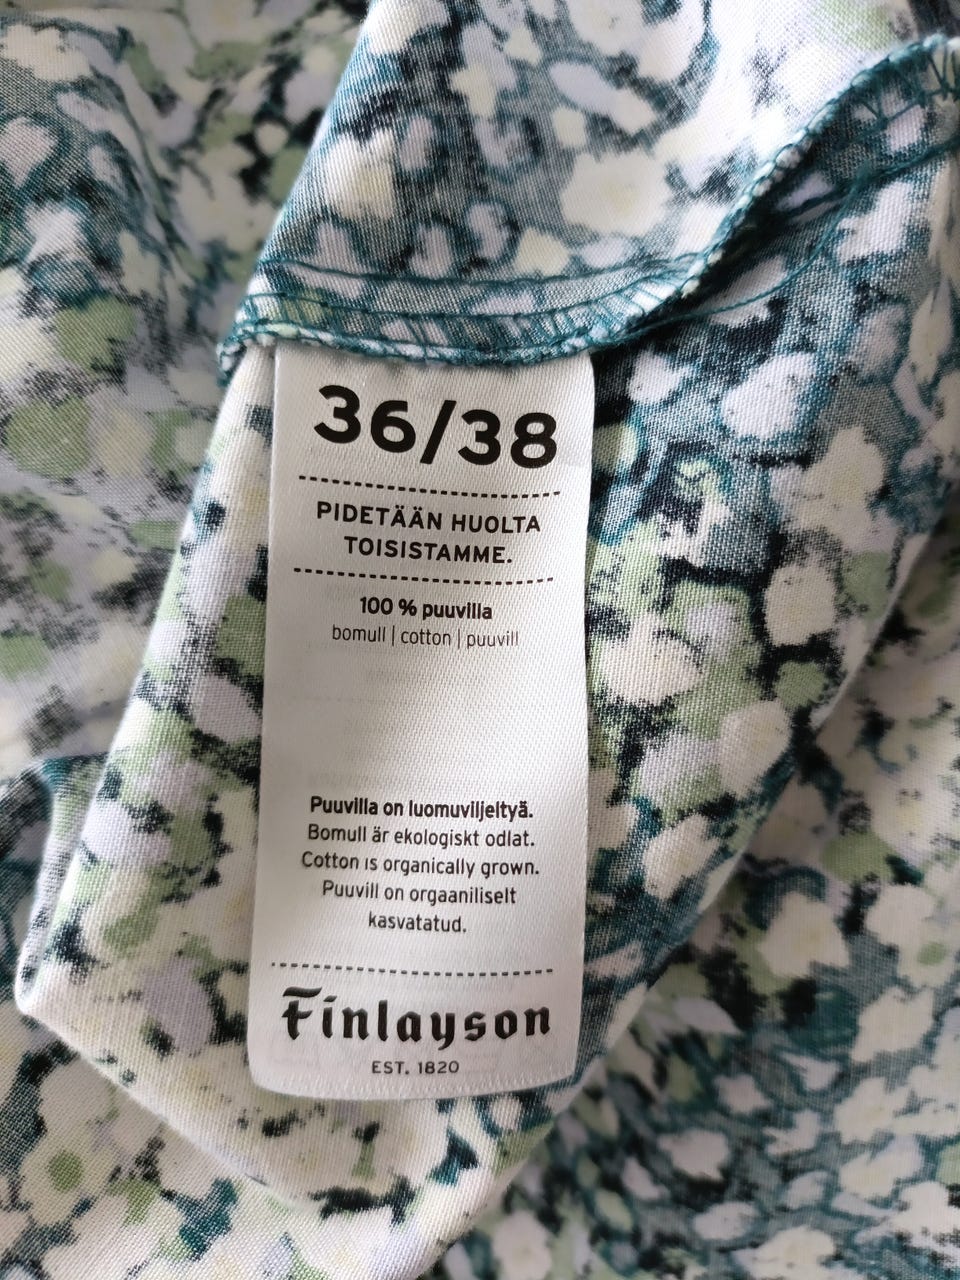 36/38
PIDETÄÄN HUOLTA
TOISISTAMME.
100 % puuvilla
bomull | cotton | puuvill
Puuvilla on luomuviljeltyä.
Bomull är ekologiskt odlat.
Cotton is organically grown.
Puuvill on orgaaniliselt
kasvatatud.
Finlayson
EST. 1820